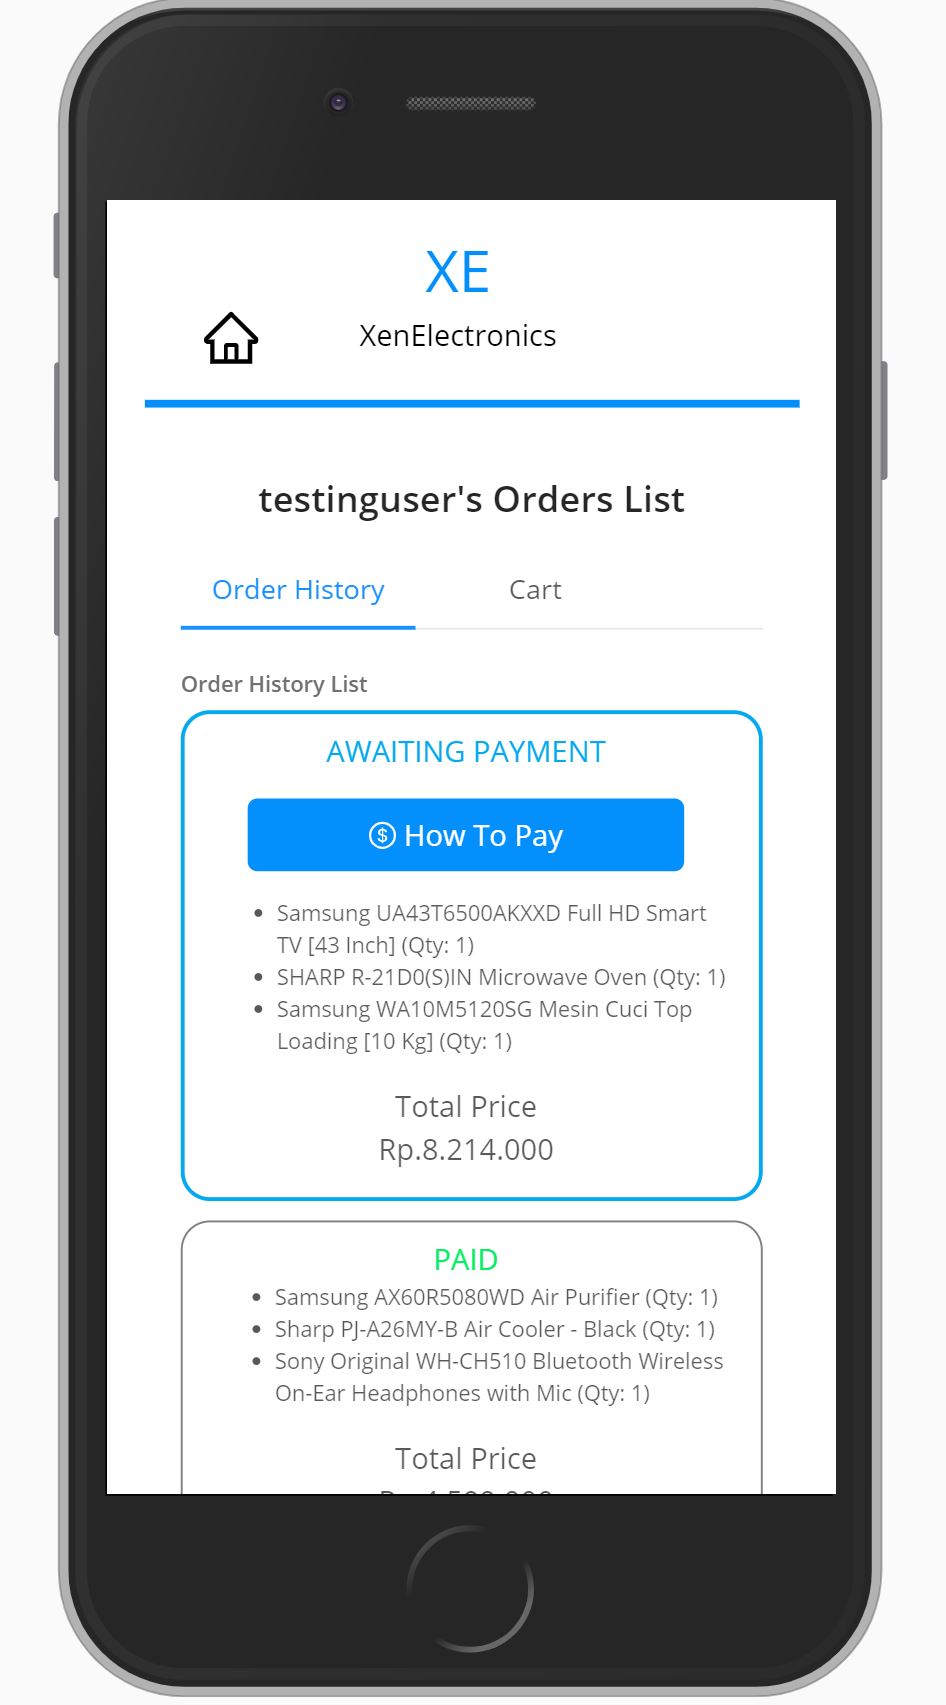 XE
XenElectronics
testinguser's Orders List
Order History Cart
Order History List
AWAITING PAYMENT
$ How To Pay
• Samsung UA43T6500AKXXD Full HD Smart
TV [43 Inch] (Qty: 1)
• SHARP R-21D0(S)IN Microwave Oven (Qty: 1)
• Samsung WA10M5120SG Mesin Cuci Top
Loading [10 Kg] (Qty: 1)
Total Price
Rp.8.214.000
PAID
• Samsung AX60R5080WD Air Purifier (Qty: 1)
• Sharp PJ-A26MY-B Air Cooler - Black (Qty: 1)
• Sony Original WH-CH510 Bluetooth Wireless
On-Ear Headphones with Mic (Qty: 1)
Total Price